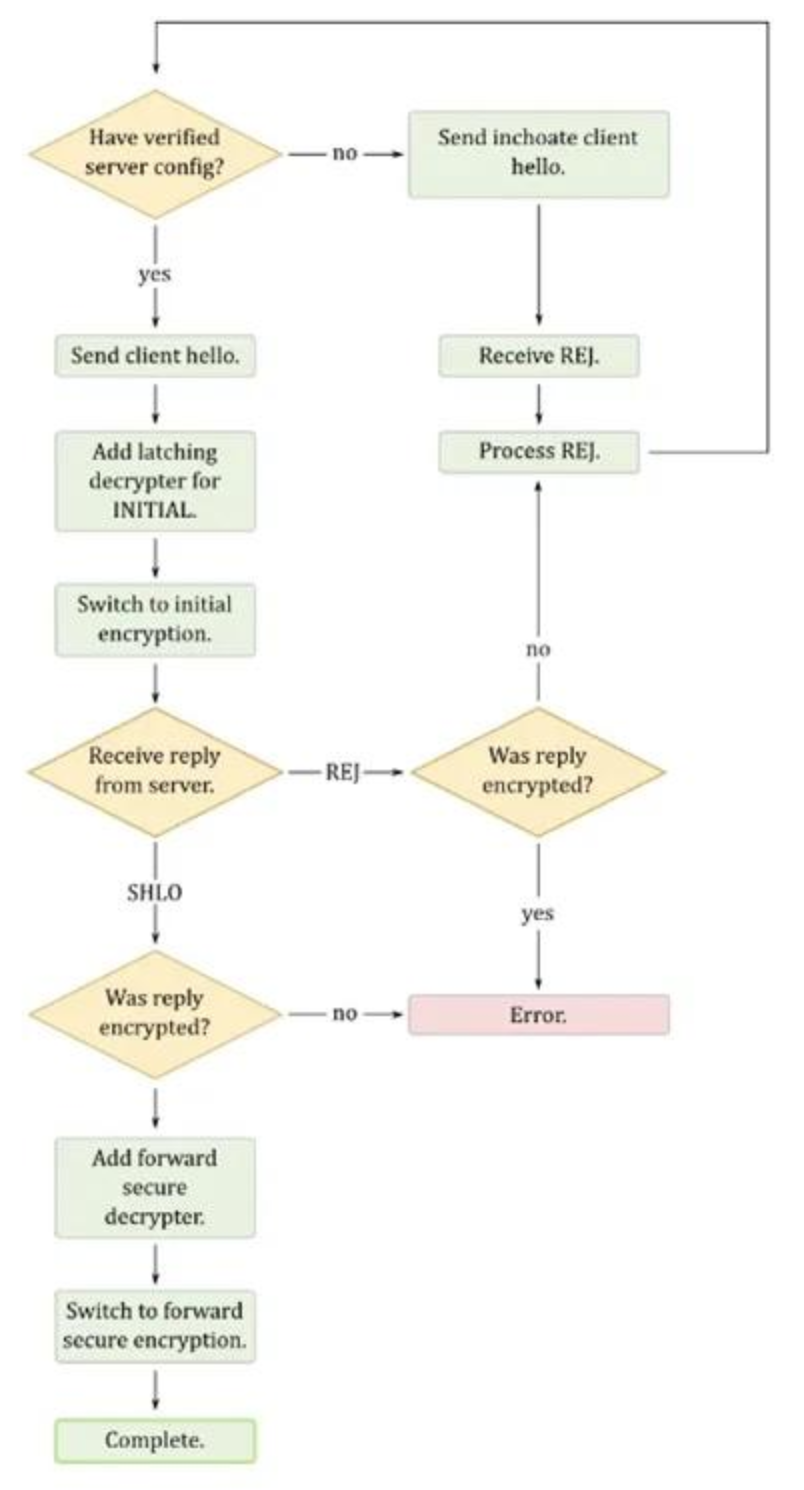 Have verified
server config?
no
Send inchoate client
hello.
yes
Send client hello.
Receive REJ.
Add latching
decrypter for
INITIAL.
Process REJ.
Switch to initial
encryption.
no
Receive reply
from server.
REJ
Was reply
encrypted?
SHLO
yes
Was reply
encrypted?
no
Error.
Add forward
secure
decrypter.
Switch to forward
secure encryption.
Complete.